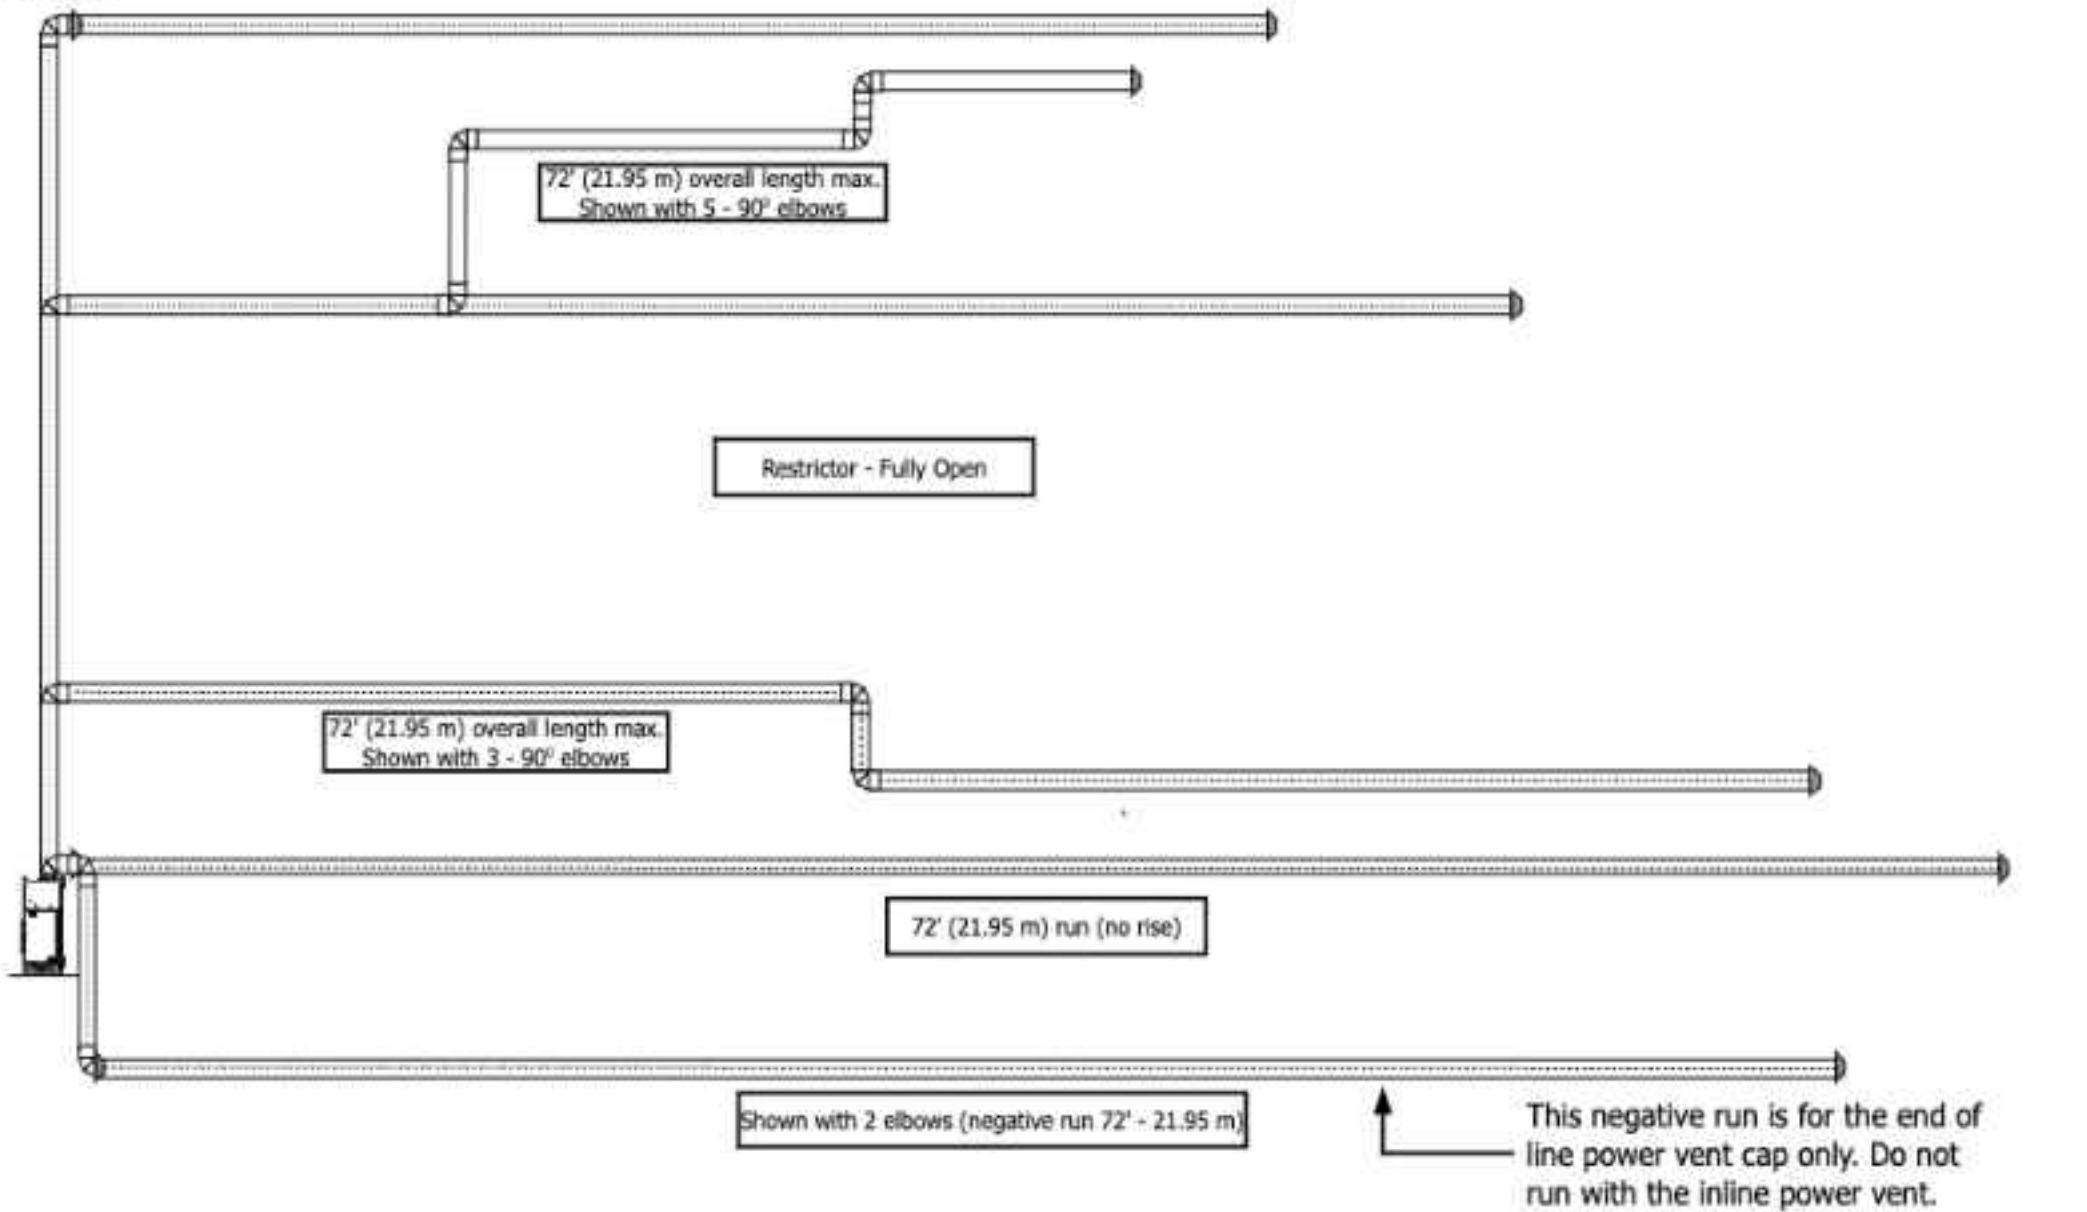 72' (21.95 m) overall length max.
Shown with 5 - 90⁰ elbows
Restrictor - Fully Open
72' (21.95 m) overall length max.
Shown with 3 - 90⁰ elbows
72' (21.95 m) run (no rise)
Shown with 2 elbows (negative run 72' - 21.95 m)
This negative run is for the end of
line power vent cap only. Do not
run with the inline power vent.